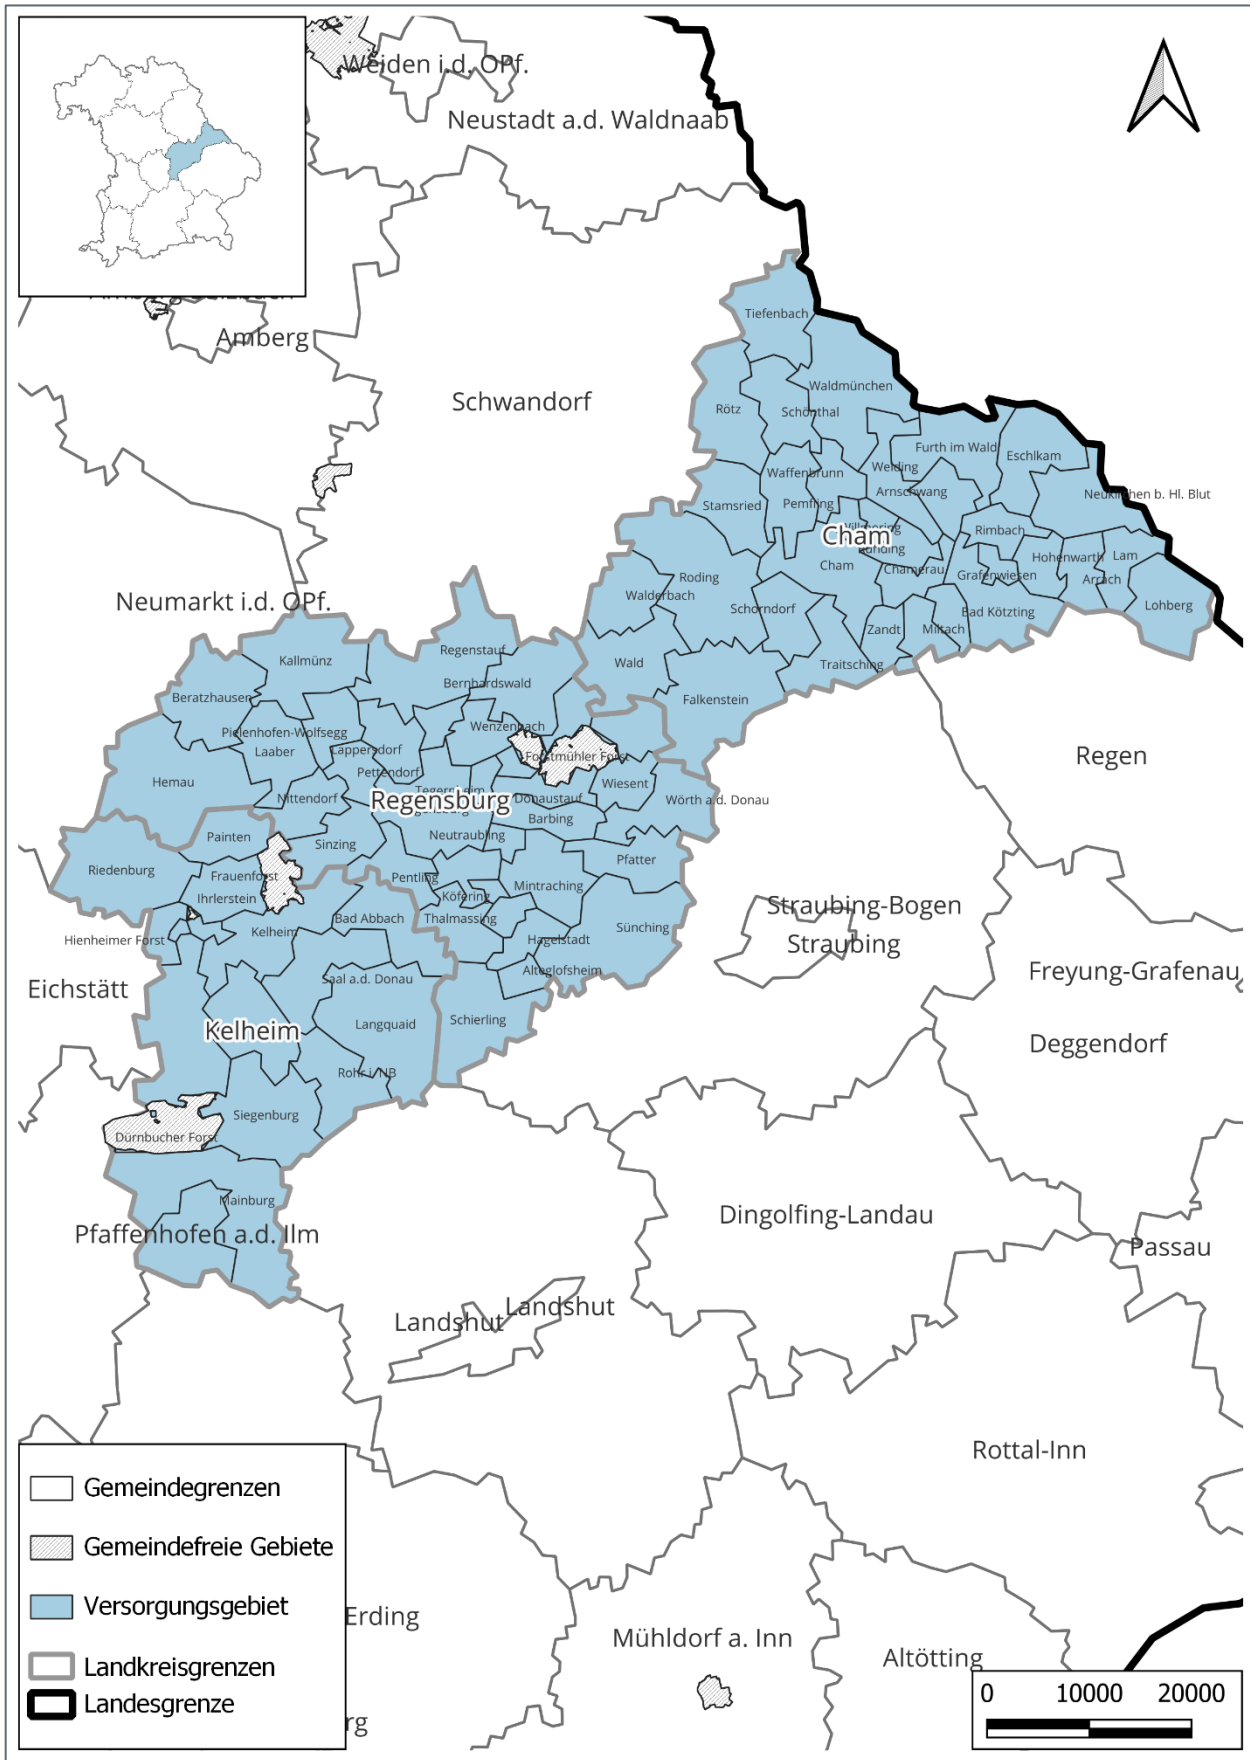 Weiden i.d. OPf.
Neustadt a.d. Waldnaab
Amberg
Schwandorf
Tiefenbach
Waldmünchen
Rötz
Schönthal
Furth im Wald
Eschlkam
Waffenbrunn
Weiding
Arnschwang
Neukirchen b. Hl. Blut
Stamsried
Pemfling
Willmering
Rimbach
Cham
Runding
Hohenwarth
Lam
Cham
Chamerau
Grafenwiesen
Arrach
Roding
Walderbach
Schorndorf
Bad Kötzting
Lohberg
Neumarkt i.d. OPf.
Zandt
Miltach
Regenstauf
Kallmünz
Wald
Traitsching
Bernhardswald
Beratzhausen
Falkenstein
Pielenhofen-Wolfsegg
Wenzenbach
Laaber
Lappersdorf
Forstmühler Forst
Regen
Pettendorf
Hemau
Wiesent
Tegernheim
Nittendorf
Regensburg
Donaustauf
Wörth a.d. Donau
Barbing
Painten
Sinzing
Neutraubling
Pfatter
Riedenburg
Frauenforst
Pentling
Mintraching
Ihrlerstein
Köfering
Straubing-Bogen
Bad Abbach
Thalmassing
Sünching
Hienheimer Forst
Kelheim
Hagelstadt
Straubing
Alteglofsheim
Freyung-Grafenau
Saal a.d. Donau
Eichstätt
Langquaid
Schierling
Kelheim
Deggendorf
Rohr i. NB
Siegenburg
Dürnbucher Forst
Mainburg
Dingolfing-Landau
Pfaffenhofen a.d. Ilm
Passau
Landshut
Landshut
Rottal-Inn
Gemeindegrenzen
Gemeindefreie Gebiete
Versorgungsgebiet
Erding
Mühldorf a. Inn
Altötting
Landkreisgrenzen
Landesgrenze
0 10000 20000
rg